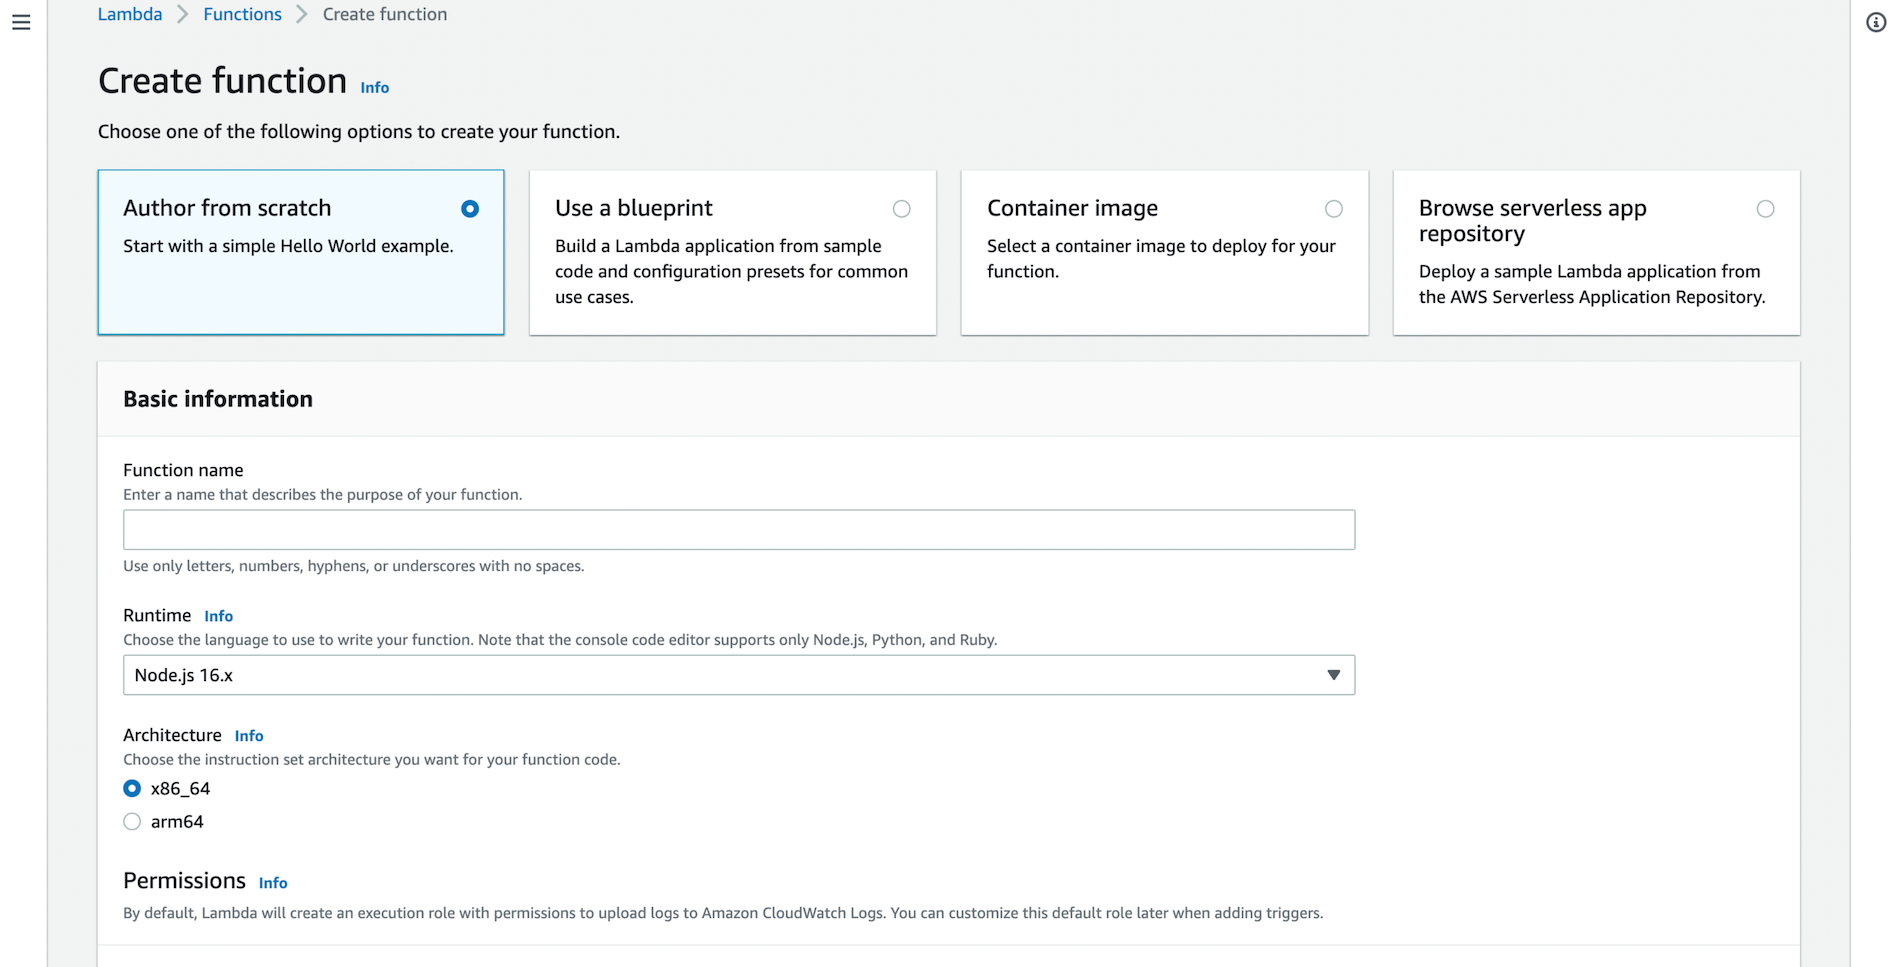 Lambda > Functions > Create function
Create function Info
Choose one of the following options to create your function.
Author from scratch
Start with a simple Hello World example.
Use a blueprint
Build a Lambda application from sample
code and configuration presets for common
use cases.
Container image
Select a container image to deploy for your
function.
Browse serverless app
repository
Deploy a sample Lambda application from
the AWS Serverless Application Repository.
Basic information
Function name
Enter a name that describes the purpose of your function.
Use only letters, numbers, hyphens, or underscores with no spaces.
Runtime Info
Choose the language to use to write your function. Note that the console code editor supports only Node.js, Python, and Ruby.
Node.js 16.x
Architecture Info
Choose the instruction set architecture you want for your function code.
x86_64
arm64
Permissions Info
By default, Lambda will create an execution role with permissions to upload logs to Amazon CloudWatch Logs. You can customize this default role later when adding triggers.